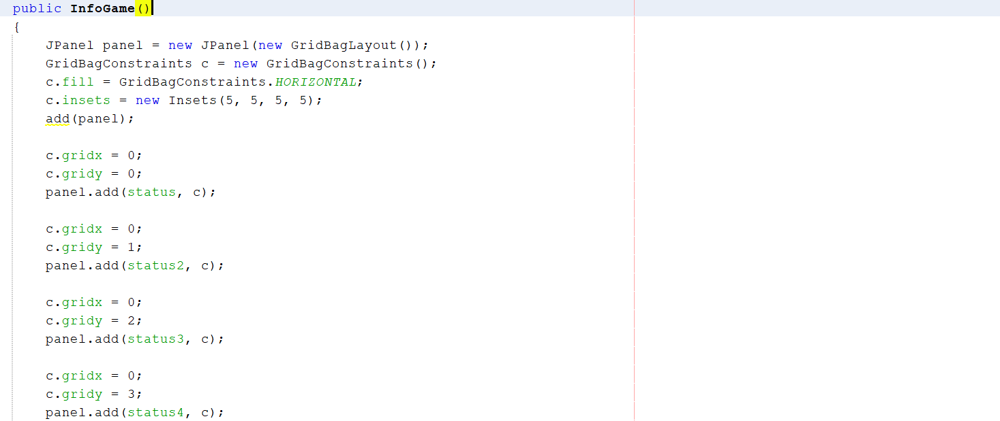 public InfoGame()
{
    JPanel panel = new JPanel(new GridBagLayout());
    GridBagConstraints c = new GridBagConstraints();
    c.fill = GridBagConstraints.HORIZONTAL;
    c.insets = new Insets(5, 5, 5, 5);
    add(panel);

    c.gridx = 0;
    c.gridy = 0;
    panel.add(status, c);

    c.gridx = 0;
    c.gridy = 1;
    panel.add(status2, c);

    c.gridx = 0;
    c.gridy = 2;
    panel.add(status3, c);

    c.gridx = 0;
    c.gridy = 3;
    panel.add(status4, c);